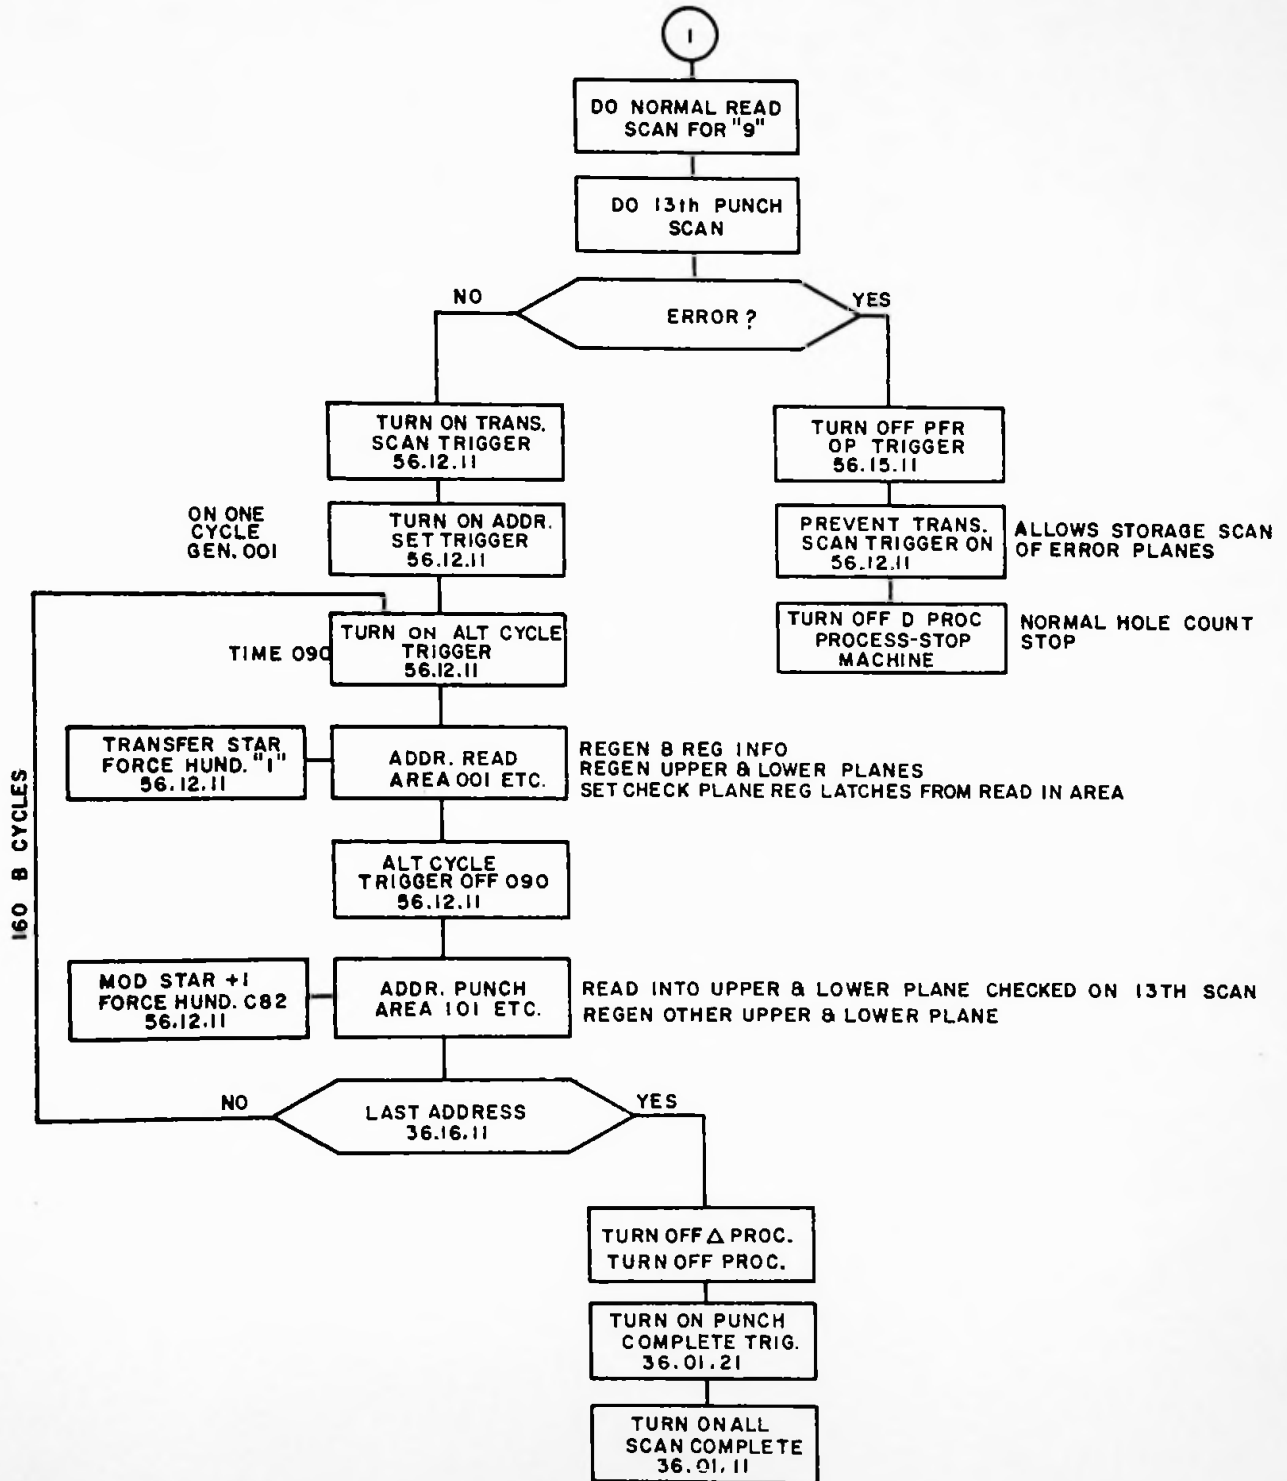 1
DO NORMAL READ
SCAN FOR "9"
DO 13th PUNCH
SCAN
ERROR?
NO
YES
TURN ON TRANS.
SCAN TRIGGER
56.12.11
TURN OFF PFR
OP TRIGGER
56.15.11
ON ONE
CYCLE
GEN. 001
TURN ON ADDR.
SET TRIGGER
56.12.11
PREVENT TRANS.
SCAN TRIGGER ON
56.12.11
ALLOWS STORAGE SCAN
OF ERROR PLANES
TIME 090
TURN ON ALT CYCLE
TRIGGER
56.12.11
TURN OFF D PROC
PROCESS-STOP
MACHINE
NORMAL HOLE COUNT
STOP
TRANSFER STAR
FORCE HUND. "1"
56.12.11
ADDR. READ
AREA 001 ETC.
REGEN B REG INFO
REGEN UPPER & LOWER PLANES
SET CHECK PLANE REG LATCHES FROM READ IN AREA
160 B CYCLES
ALT CYCLE
TRIGGER OFF 090
56.12.11
MOD STAR +1
FORCE HUND. C82
56.12.11
ADDR. PUNCH
AREA 101 ETC.
READ INTO UPPER & LOWER PLANE CHECKED ON 13TH SCAN
REGEN OTHER UPPER & LOWER PLANE
NO
LAST ADDRESS
36.16.11
YES
TURN OFF Δ PROC.
TURN OFF PROC.
TURN ON PUNCH
COMPLETE TRIG.
36.01.21
TURN ON ALL
SCAN COMPLETE
36.01.11